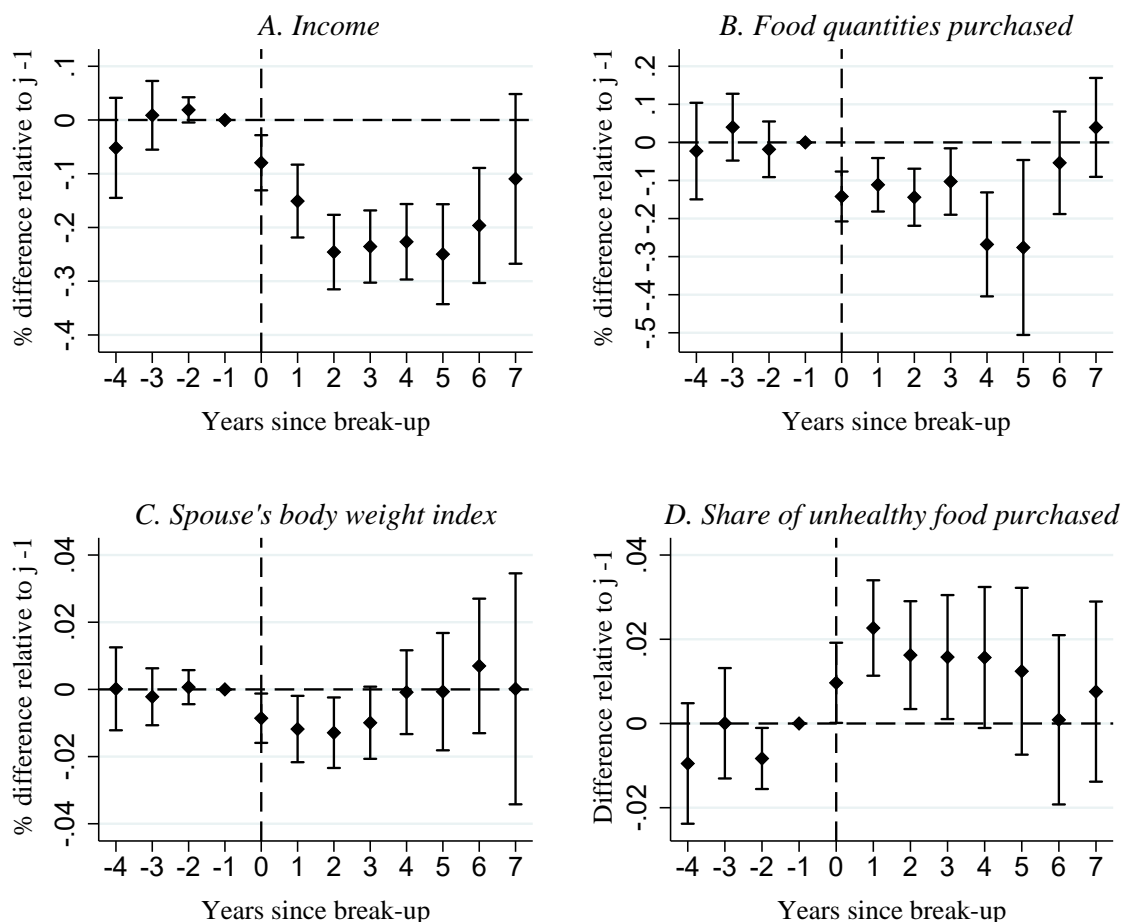 A. Income
% difference relative to j -1
.1
0
-.1
-.2
-.3
-.4
-4 -3 -2 -1 0 1 2 3 4 5 6 7
Years since break-up
B. Food quantities purchased
% difference relative to j -1
.2
.1
0
-.1
-.2
-.3
-.4
-.5
-4 -3 -2 -1 0 1 2 3 4 5 6 7
Years since break-up
C. Spouse's body weight index
% difference relative to j -1
.04
.02
0
-.02
-.04
-4 -3 -2 -1 0 1 2 3 4 5 6 7
Years since break-up
D. Share of unhealthy food purchased
Difference relative to j -1
.04
.02
0
-.02
-4 -3 -2 -1 0 1 2 3 4 5 6 7
Years since break-up